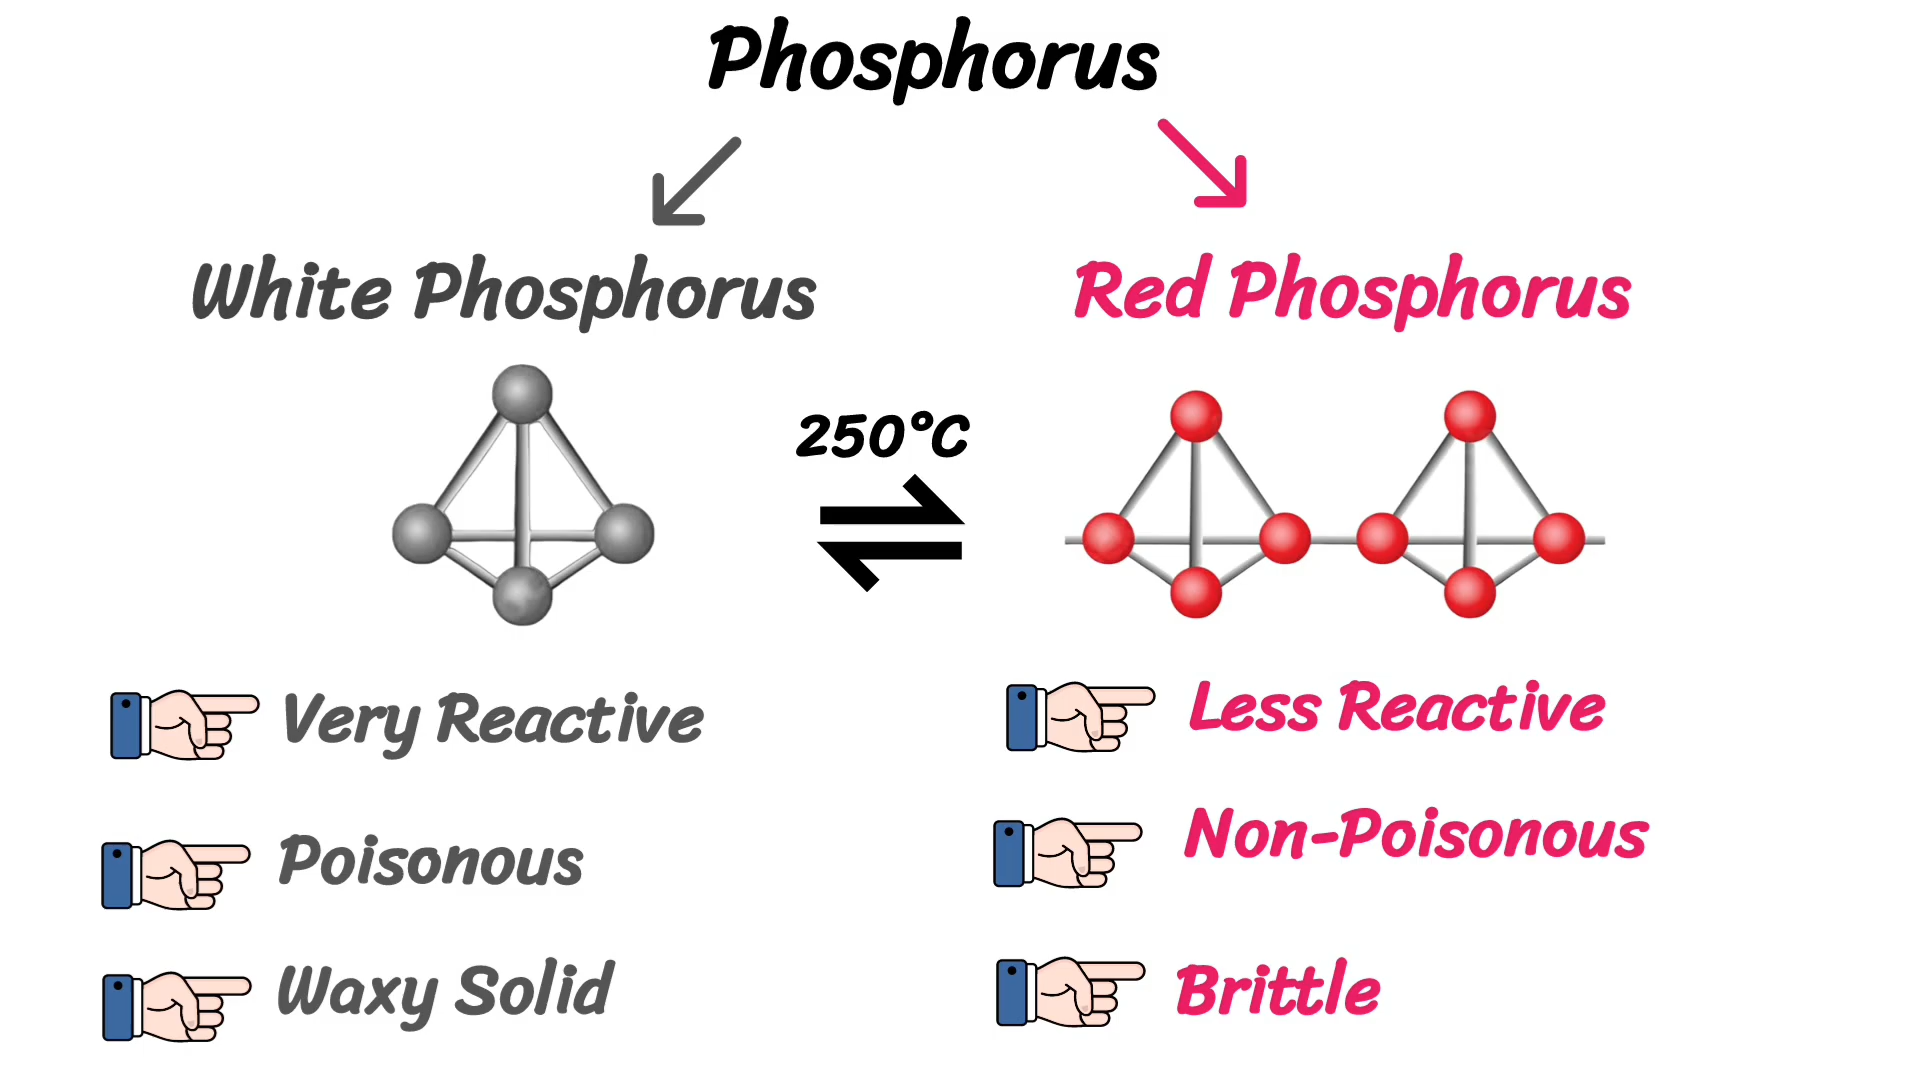 Phosphorus
White Phosphorus
Red Phosphorus
250°C
Very Reactive
Poisonous
Waxy Solid
Less Reactive
Non-Poisonous
Brittle